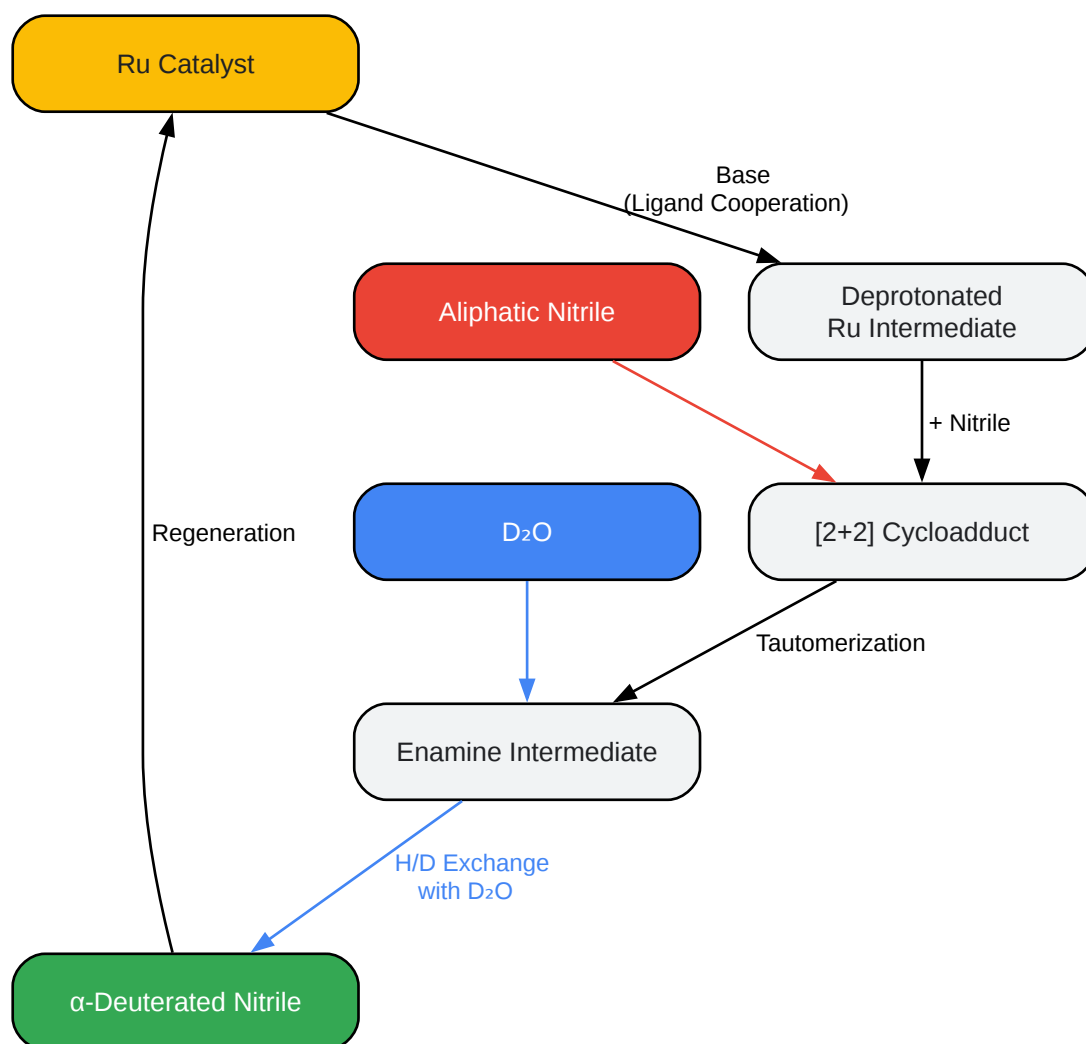 Ru Catalyst
Base
(Ligand Cooperation)
Aliphatic Nitrile
Deprotonated
Ru Intermediate
+ Nitrile
D₂O
[2+2] Cycloadduct
Regeneration
Tautomerization
Enamine Intermediate
H/D Exchange
with D₂O
α-Deuterated Nitrile